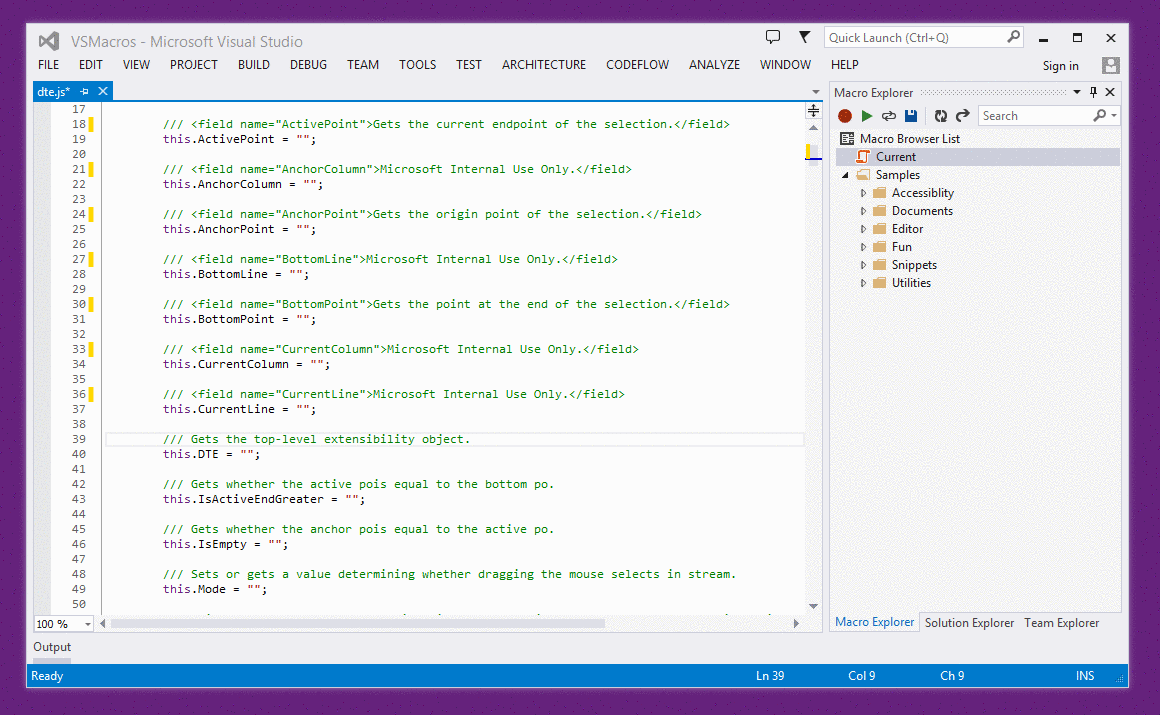 VSMacros - Microsoft Visual Studio
Quick Launch (Ctrl+Q)
FILE EDIT VIEW PROJECT BUILD DEBUG TEAM TOOLS TEST ARCHITECTURE CODEFLOW ANALYZE WINDOW HELP
Sign in
dte.js*
17
18 /// <field name="ActivePoint">Gets the current endpoint of the selection.</field>
19 this.ActivePoint = "";
20
21 /// <field name="AnchorColumn">Microsoft Internal Use Only.</field>
22 this.AnchorColumn = "";
23
24 /// <field name="AnchorPoint">Gets the origin point of the selection.</field>
25 this.AnchorPoint = "";
26
27 /// <field name="BottomLine">Microsoft Internal Use Only.</field>
28 this.BottomLine = "";
29
30 /// <field name="BottomPoint">Gets the point at the end of the selection.</field>
31 this.BottomPoint = "";
32
33 /// <field name="CurrentColumn">Microsoft Internal Use Only.</field>
34 this.CurrentColumn = "";
35
36 /// <field name="CurrentLine">Microsoft Internal Use Only.</field>
37 this.CurrentLine = "";
38
39 /// Gets the top-level extensibility object.
40 this.DTE = "";
41
42 /// Gets whether the active pois equal to the bottom po.
43 this.IsActiveEndGreater = "";
44
45 /// Gets whether the anchor pois equal to the active po.
46 this.IsEmpty = "";
47
48 /// Sets or gets a value determining whether dragging the mouse selects in stream.
49 this.Mode = "";
50
100 %
Macro Explorer
Search
Macro Browser List
Current
Samples
Accessiblity
Documents
Editor
Fun
Snippets
Utilities
Macro Explorer Solution Explorer Team Explorer
Output
Ready Ln 39 Col 9 Ch 9 INS